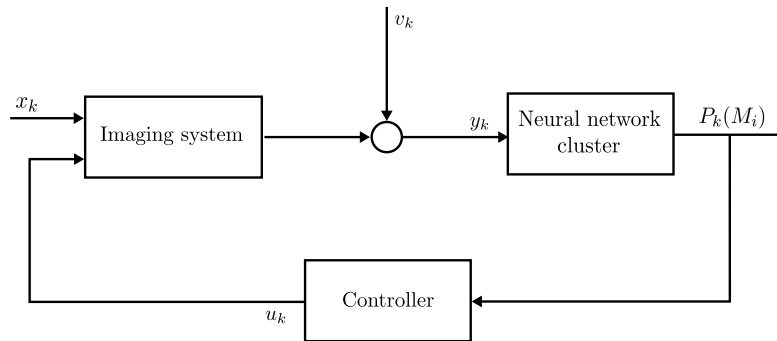 v_k
x_k
Imaging system
y_k
Neural network
cluster
P_k(M_i)
Controller
u_k